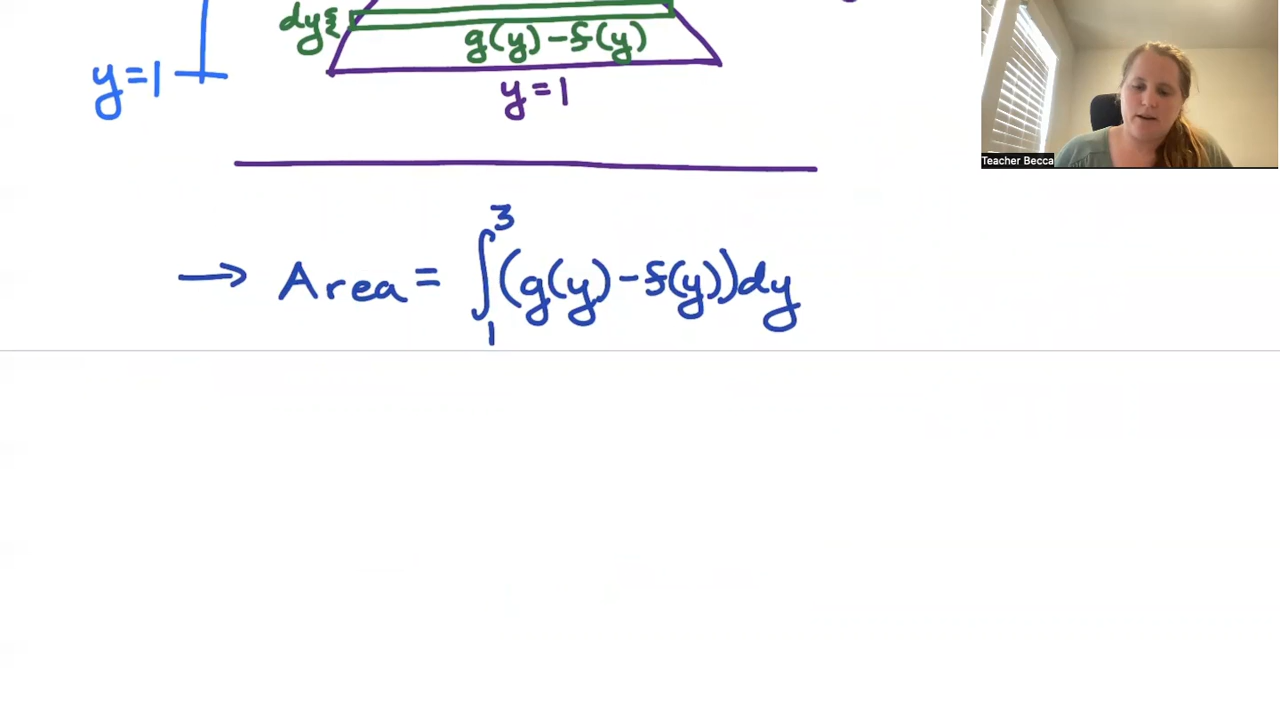 dy{
g(y)-f(y)
y=1
y=1
Teacher Becca
→ Area = ∫₁³(g(y)-f(y))dy